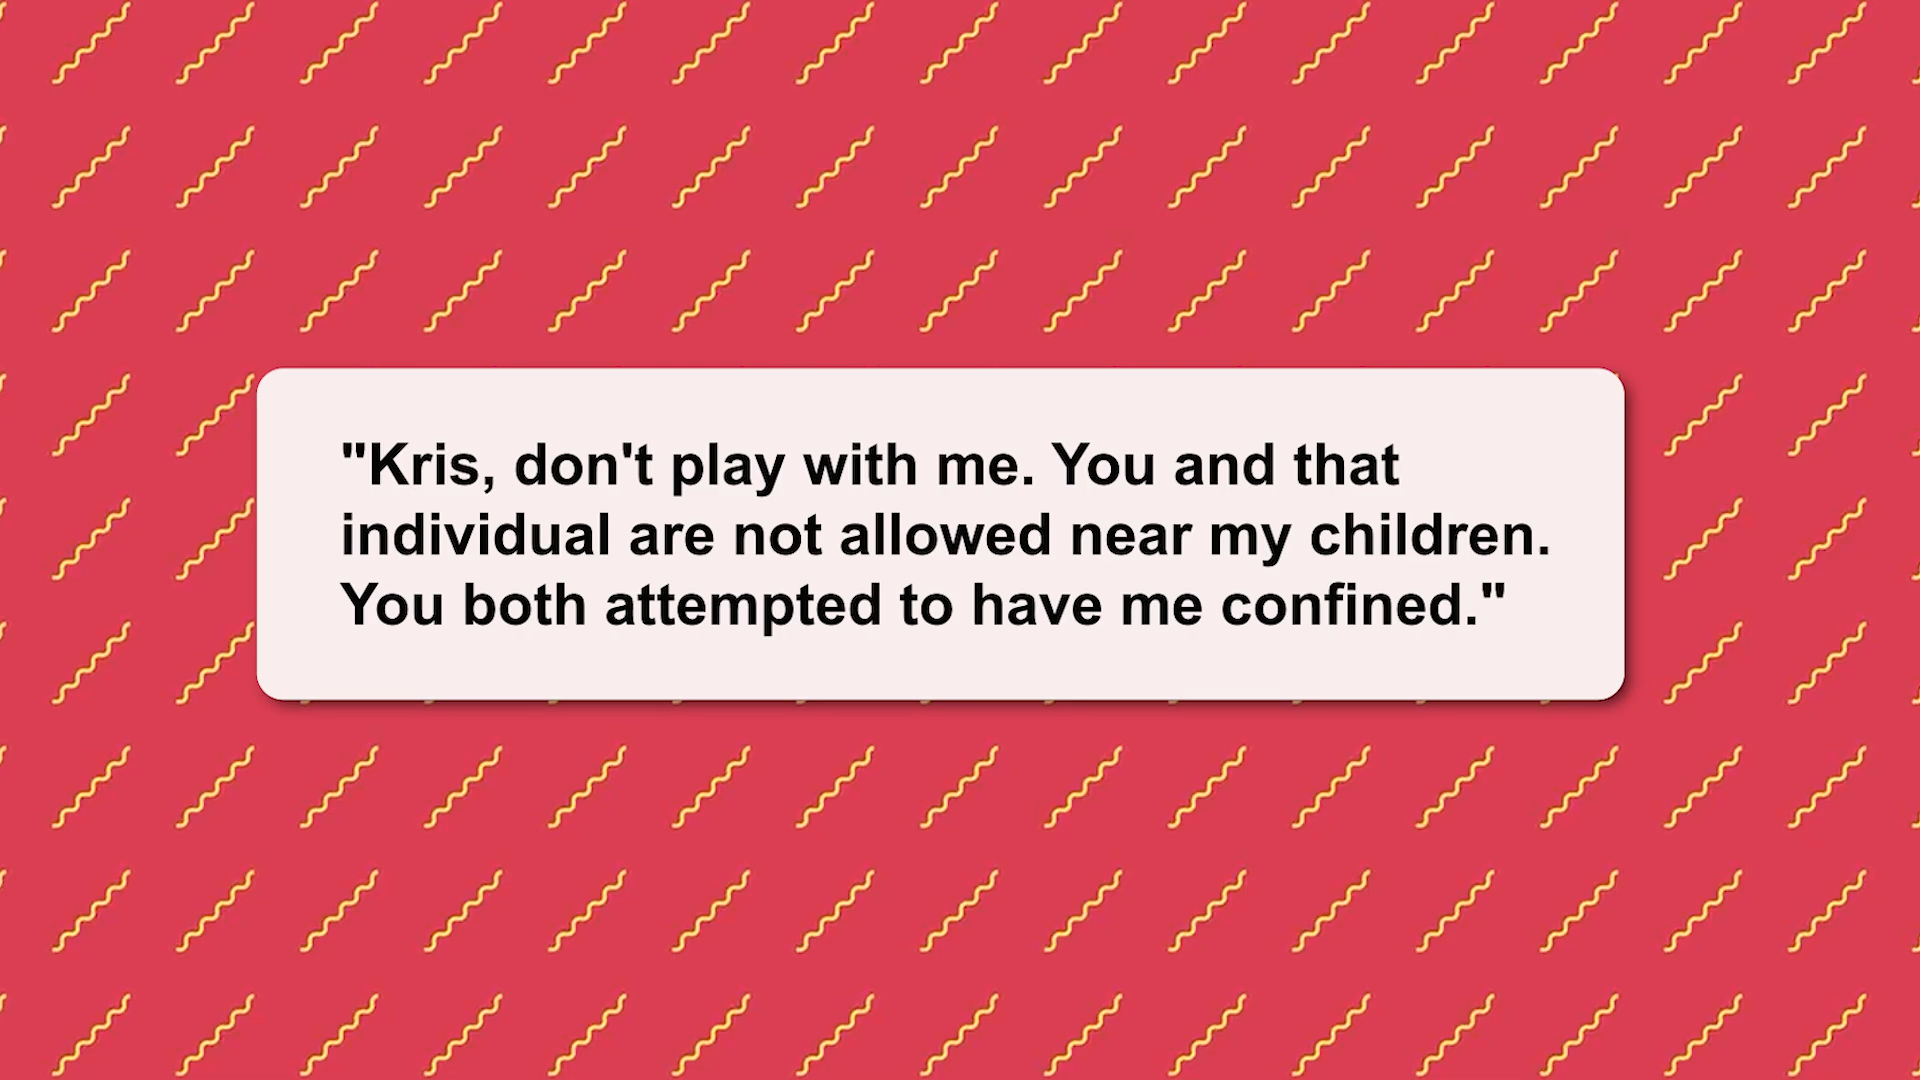 "Kris, don't play with me. You and that
individual are not allowed near my children.
You both attempted to have me confined."